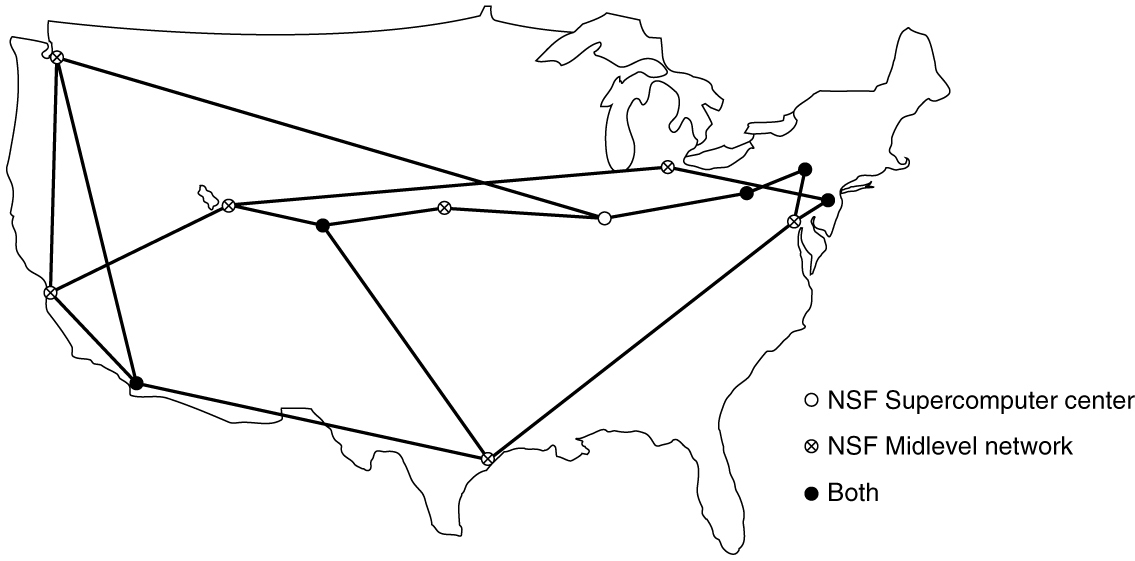 NSF Supercomputer center
NSF Midlevel network
Both